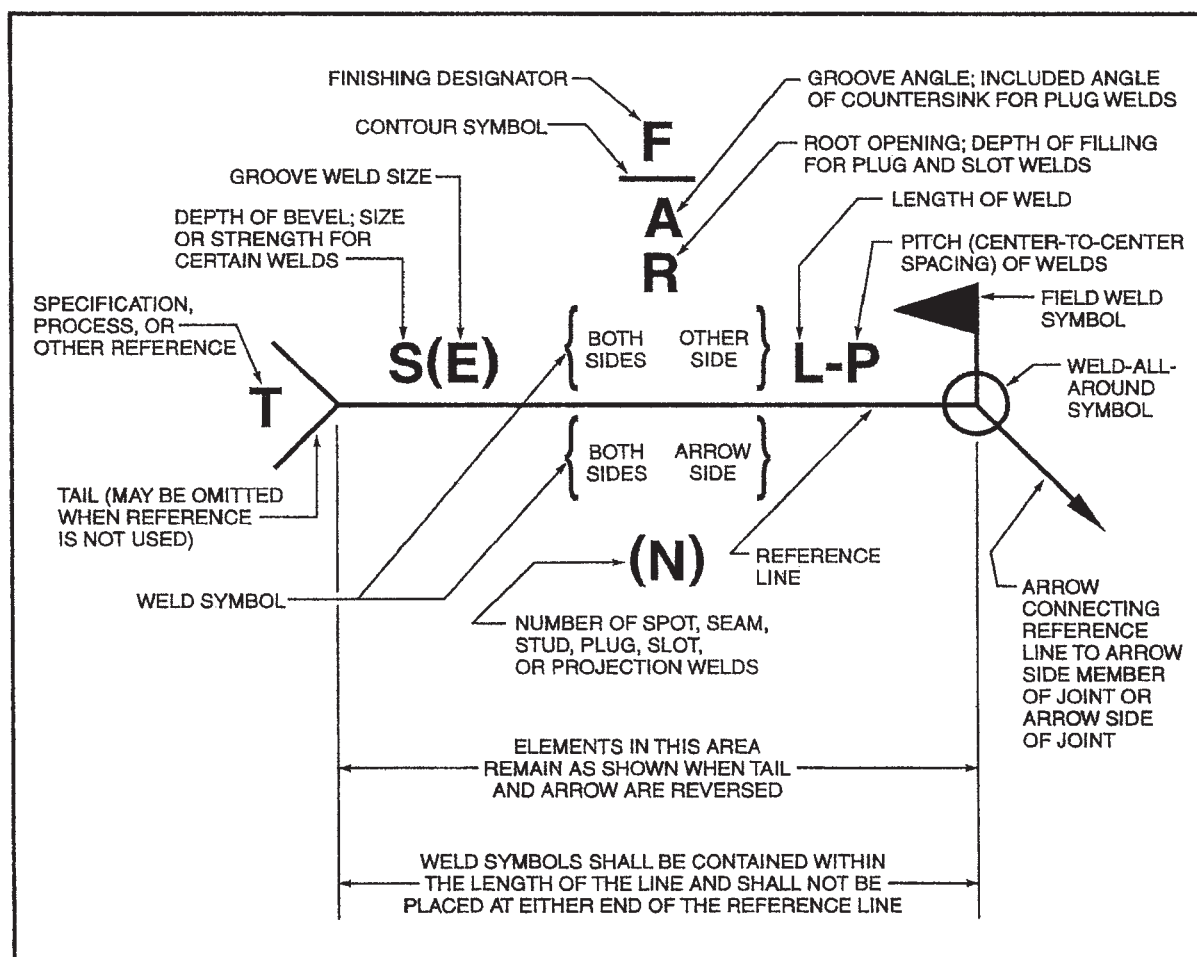 FINISHING DESIGNATOR
CONTOUR SYMBOL
GROOVE WELD SIZE
DEPTH OF BEVEL; SIZE
OR STRENGTH FOR
CERTAIN WELDS
SPECIFICATION,
PROCESS, OR
OTHER REFERENCE
F
A
R
GROOVE ANGLE; INCLUDED ANGLE
OF COUNTERSINK FOR PLUG WELDS
ROOT OPENING; DEPTH OF FILLING
FOR PLUG AND SLOT WELDS
LENGTH OF WELD
PITCH (CENTER-TO-CENTER
SPACING) OF WELDS
FIELD WELD
SYMBOL
WELD-ALL-
AROUND
SYMBOL
T
S(E)
BOTH
SIDES
OTHER
SIDE
L-P
BOTH
SIDES
ARROW
SIDE
TAIL (MAY BE OMITTED
WHEN REFERENCE
IS NOT USED)
WELD SYMBOL
(N)
NUMBER OF SPOT, SEAM,
STUD, PLUG, SLOT,
OR PROJECTION WELDS
REFERENCE
LINE
ARROW
CONNECTING
REFERENCE
LINE TO ARROW
SIDE MEMBER
OF JOINT OR
ARROW SIDE
OF JOINT
ELEMENTS IN THIS AREA
REMAIN AS SHOWN WHEN TAIL
AND ARROW ARE REVERSED
WELD SYMBOLS SHALL BE CONTAINED WITHIN
THE LENGTH OF THE LINE AND SHALL NOT BE
PLACED AT EITHER END OF THE REFERENCE LINE